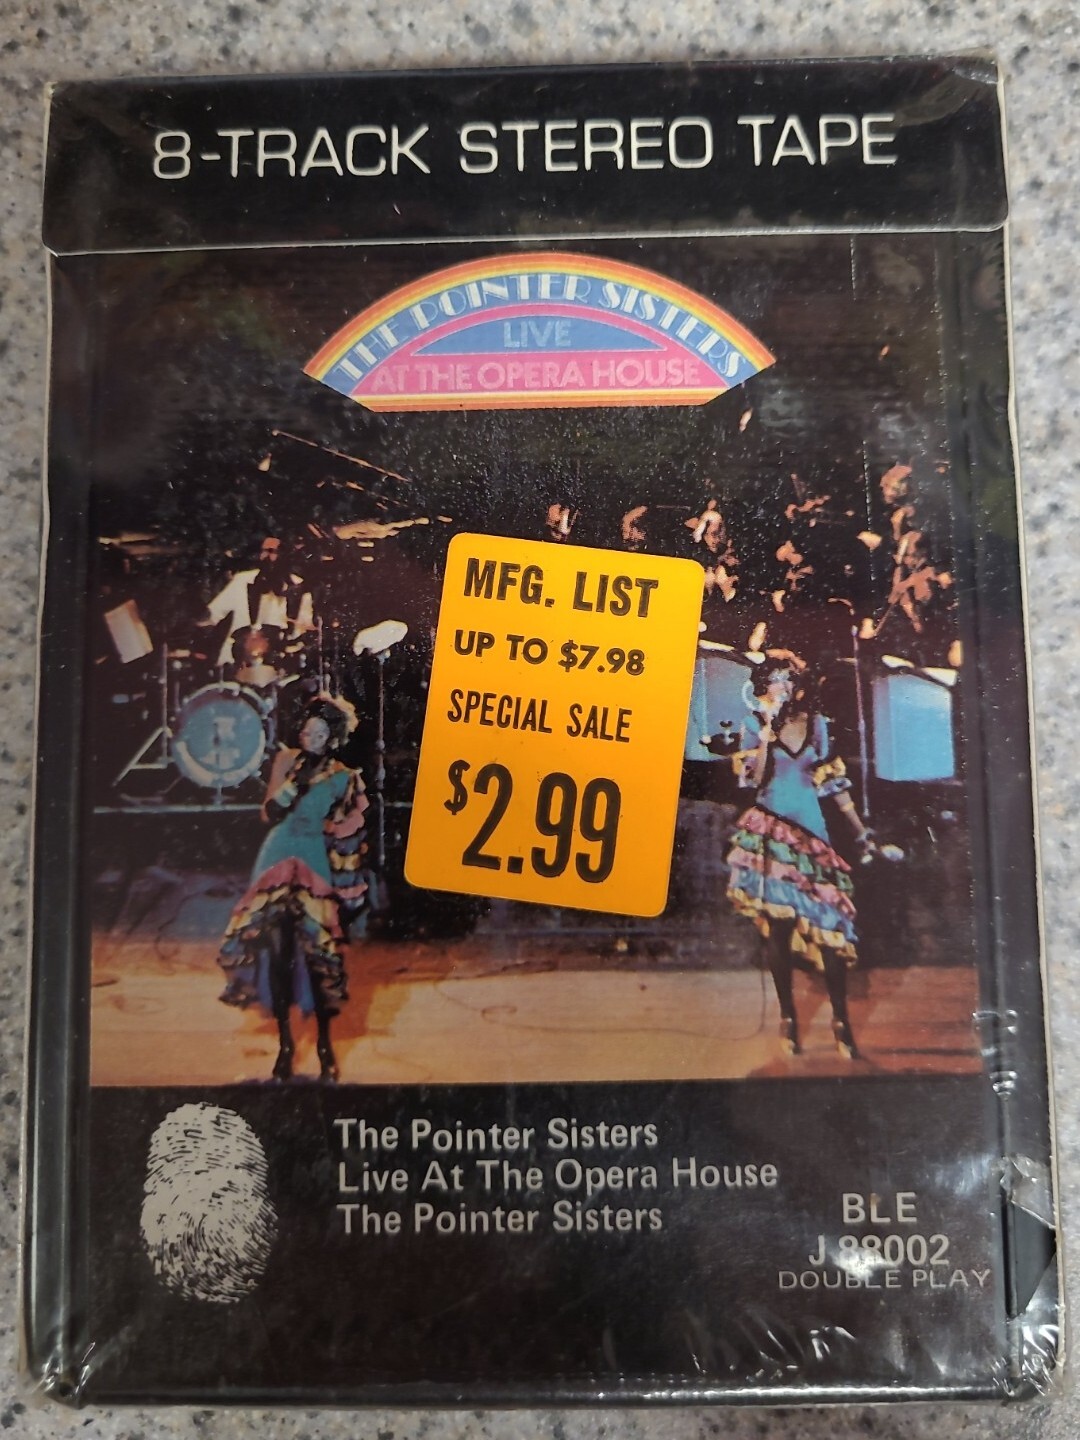 8-TRACK STEREO TAPE
THE POINTER SISTERS
LIVE
AT THE OPERA HOUSE
MFG. LIST
UP TO $7.98
SPECIAL SALE
$2.99
The Pointer Sisters
Live At The Opera House
The Pointer Sisters
BLE
J 88002
DOUBLE PLAY